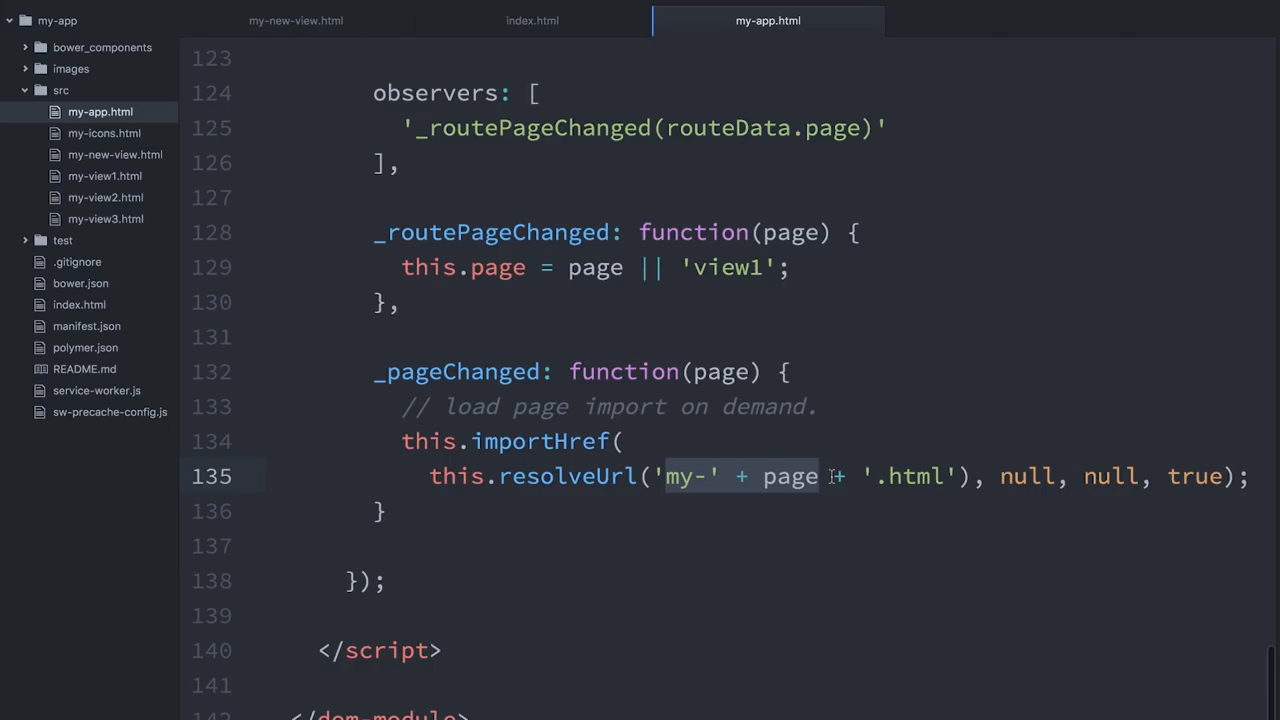 my-app
bower_components
images
src
my-app.html
my-icons.html
my-new-view.html
my-view1.html
my-view2.html
my-view3.html
test
.gitignore
bower.json
index.html
manifest.json
polymer.json
README.md
service-worker.js
sw-precache-config.js
my-new-view.html
index.html
my-app.html
123
124 observers: [
125 '_routePageChanged(routeData.page)'
126 ],
127
128 _routePageChanged: function(page) {
129 this.page = page || 'view1';
130 },
131
132 _pageChanged: function(page) {
133 // load page import on demand.
134 this.importHref(
135 this.resolveUrl('my-' + page + '.html'), null, null, true);
136 }
137
138 });
139
140 </script>
141
142 </dom-module>